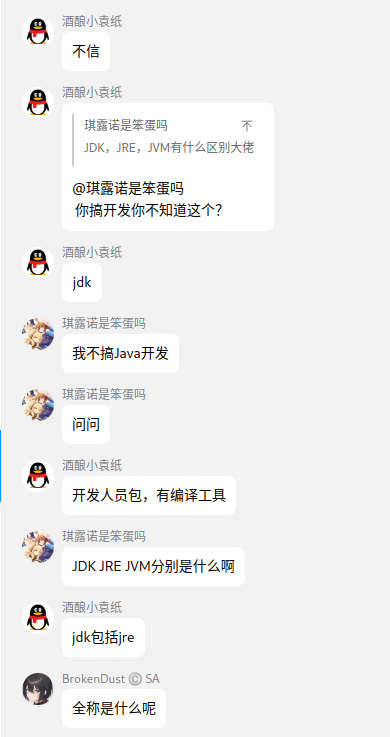 酒酿小袁纸
不信
酒酿小袁纸
琪露诺是笨蛋吗 不
JDK，JRE，JVM有什么区别大佬
@琪露诺是笨蛋吗
你搞开发你不知道这个？
酒酿小袁纸
jdk
琪露诺是笨蛋吗
我不搞Java开发
琪露诺是笨蛋吗
问问
酒酿小袁纸
开发人员包，有编译工具
琪露诺是笨蛋吗
JDK JRE JVM分别是什么啊
酒酿小袁纸
jdk包括jre
BrokenDust © SA
全称是什么呢